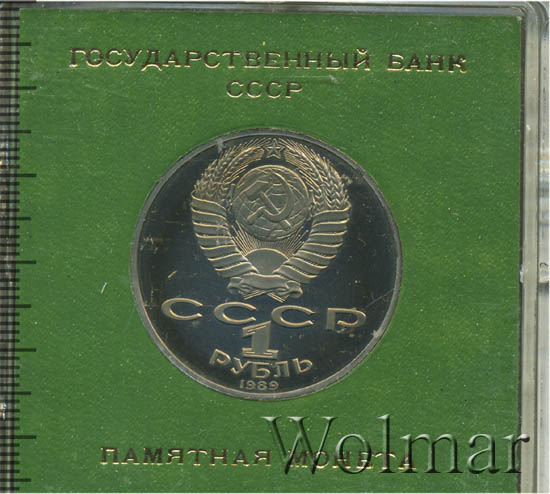 ГОСУДАРСТВЕННЫЙ БАНК
СССР
СССР
1
РУБЛЬ
1989
ПАМЯТНАЯ МОНЕТА
Wolmar